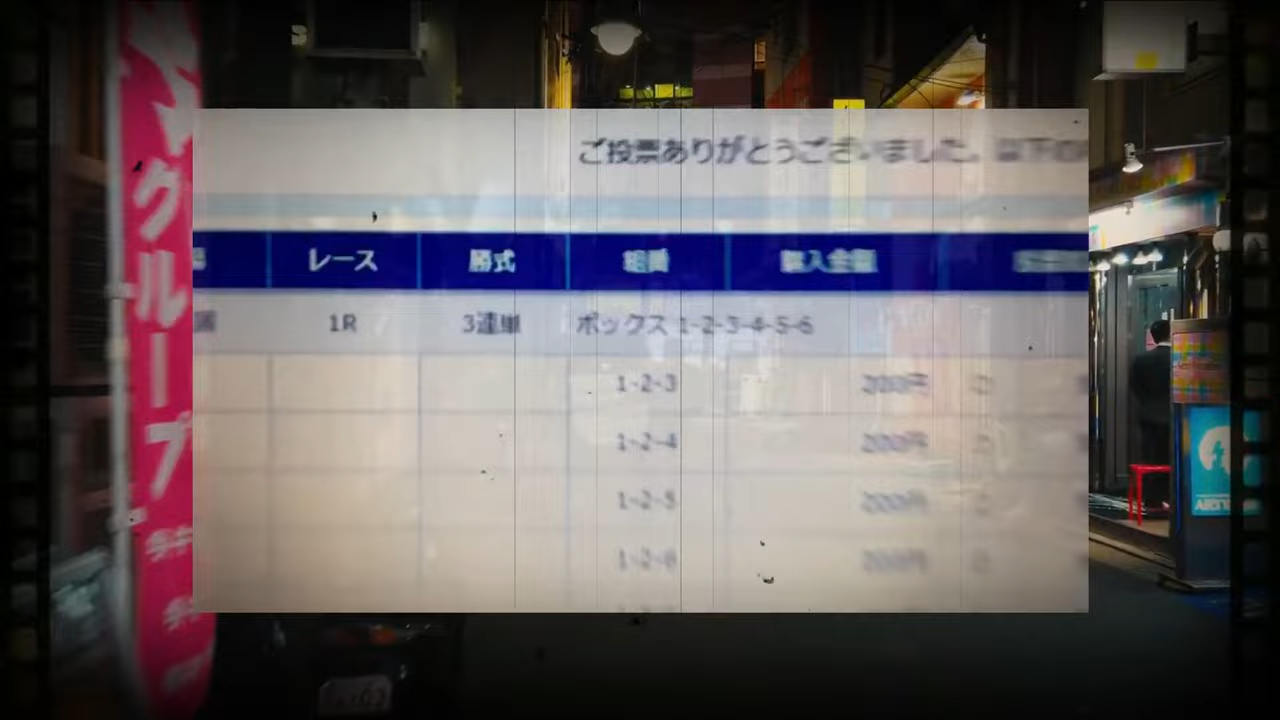 グループ
ご投票ありがとうございました。以下の
レース 勝式 組番 購入金額
1R 3連単 ボックス 1-2-3-4-5-6
1-2-3 200円
1-2-4 200円
1-2-5 200円
1-2-6 200円